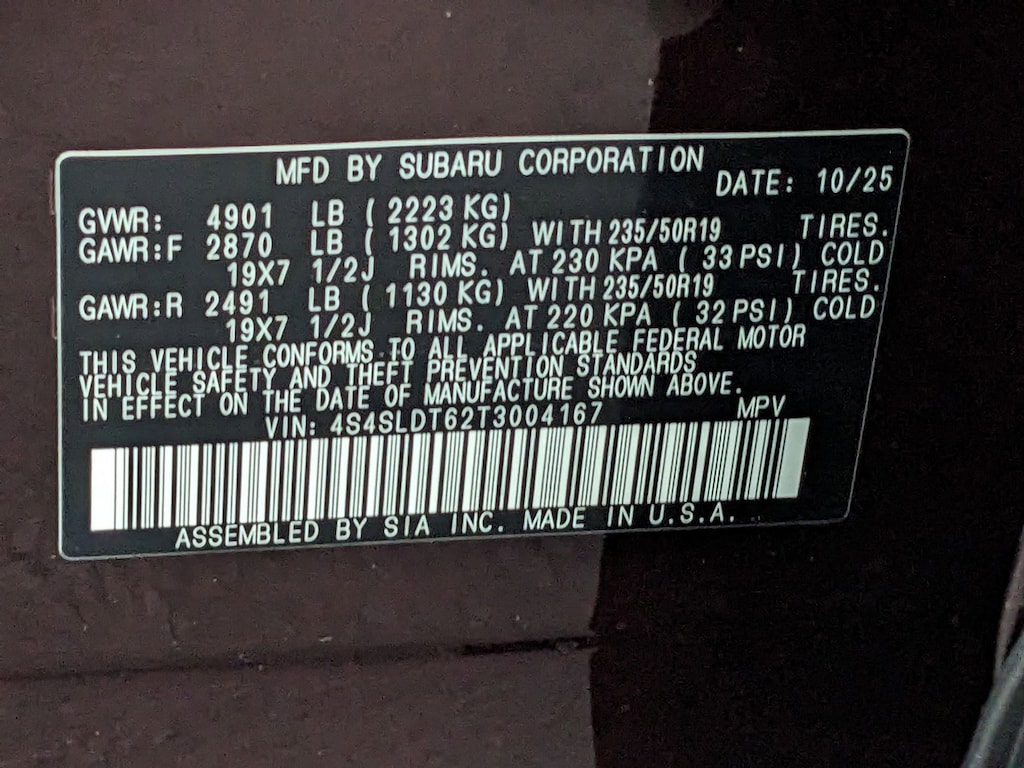 MFD BY SUBARU CORPORATION
DATE: 10/25
GVWR: 4901 LB ( 2223 KG)
GAWR:F 2870 LB ( 1302 KG) WITH 235/50R19 TIRES.
19X7 1/2J RIMS. AT 230 KPA ( 33 PSI) COLD
GAWR:R 2491 LB ( 1130 KG) WITH 235/50R19 TIRES.
19X7 1/2J RIMS. AT 220 KPA ( 32 PSI) COLD
THIS VEHICLE CONFORMS TO ALL APPLICABLE FEDERAL MOTOR
VEHICLE SAFETY AND THEFT PREVENTION STANDARDS
IN EFFECT ON THE DATE OF MANUFACTURE SHOWN ABOVE.
VIN: 4S4SLDT62T3004167 MPV
ASSEMBLED BY SIA INC. MADE IN U.S.A.